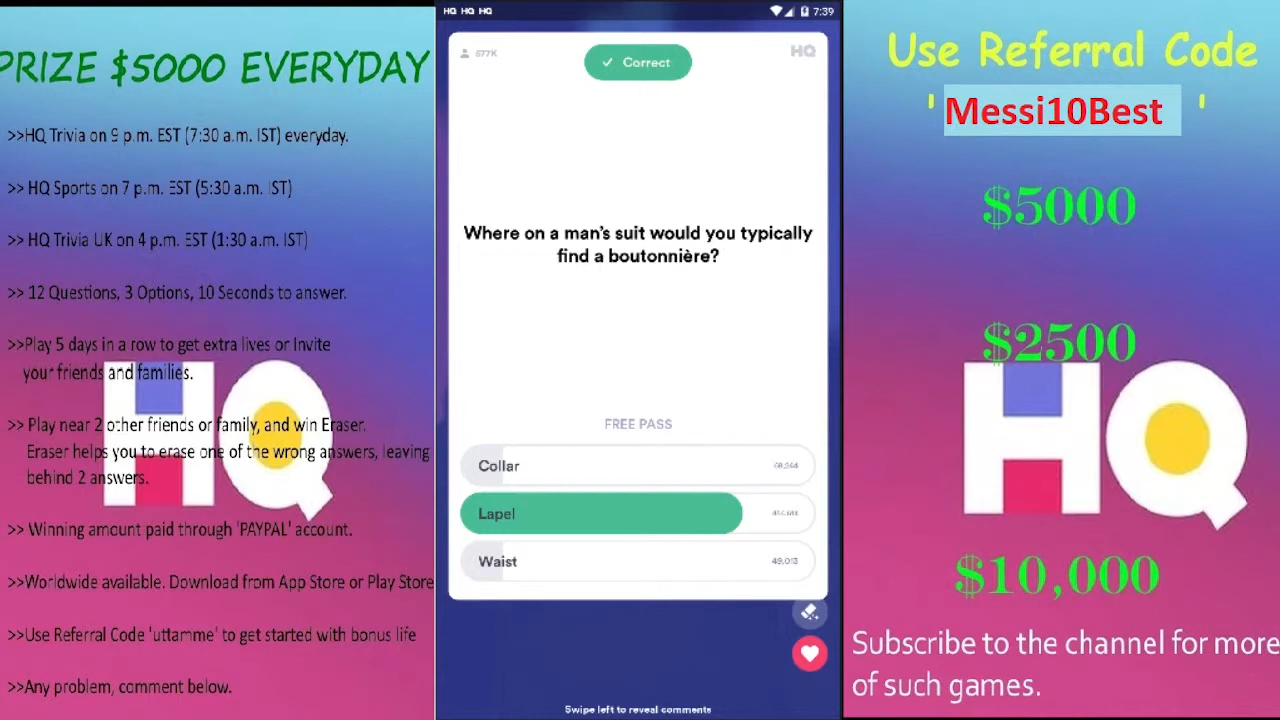 PRIZE $5000 EVERYDAY
>>HQ Trivia on 9 p.m. EST (7:30 a.m. IST) everyday.
>> HQ Sports on 7 p.m. EST (5:30 a.m. IST)
>> HQ Trivia UK on 4 p.m. EST (1:30 a.m. IST)
>> 12 Questions, 3 Options, 10 Seconds to answer.
>>Play 5 days in a row to get extra lives or Invite
your friends and families.
>> Play near 2 other friends or family, and win Eraser.
Eraser helps you to erase one of the wrong answers, leaving
behind 2 answers.
>> Winning amount paid through 'PAYPAL' account.
>>Worldwide available. Download from App Store or Play Store
>>Use Referral Code 'uttamme' to get started with bonus life
>>Any problem, comment below.
HQ
HQ HQ HQ
7:39
577K
✓ Correct
HQ
Where on a man's suit would you typically
find a boutonnière?
FREE PASS
Collar
Lapel
Waist 49,013
Swipe left to reveal comments
Use Referral Code
' Messi10Best '
$5000
$2500
HQ
$10,000
Subscribe to the channel for more
of such games.